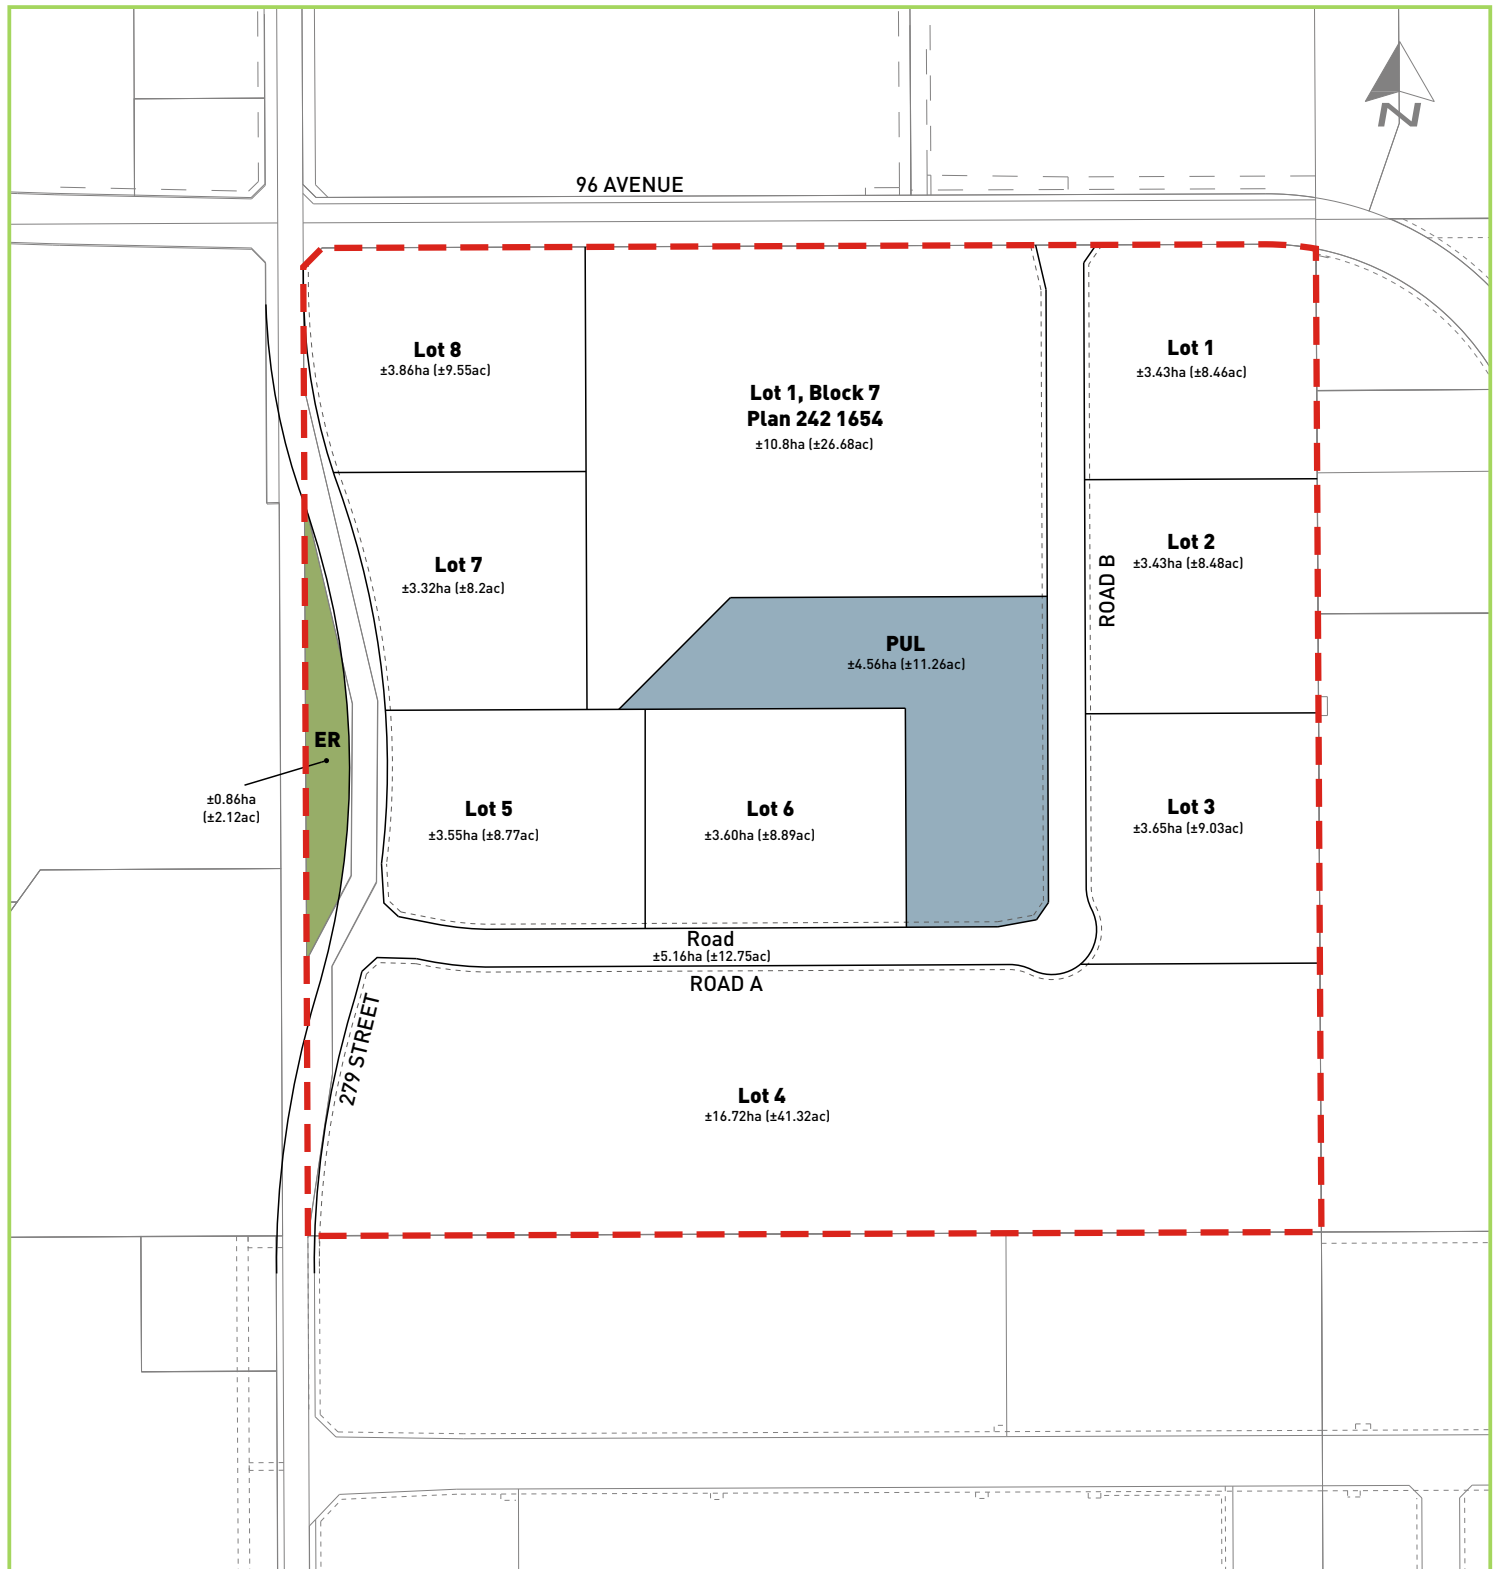 N
96 AVENUE
Lot 8
±3.86ha (±9.55ac)
Lot 1, Block 7
Plan 242 1654
±10.8ha (±26.68ac)
Lot 1
±3.43ha (±8.46ac)
Lot 7
±3.32ha (±8.2ac)
Lot 2
±3.43ha (±8.48ac)
ROAD B
PUL
±4.56ha (±11.26ac)
ER
±0.86ha
(±2.12ac)
Lot 5
±3.55ha (±8.77ac)
Lot 6
±3.60ha (±8.89ac)
Lot 3
±3.65ha (±9.03ac)
Road
±5.16ha (±12.75ac)
ROAD A
279 STREET
Lot 4
±16.72ha (±41.32ac)